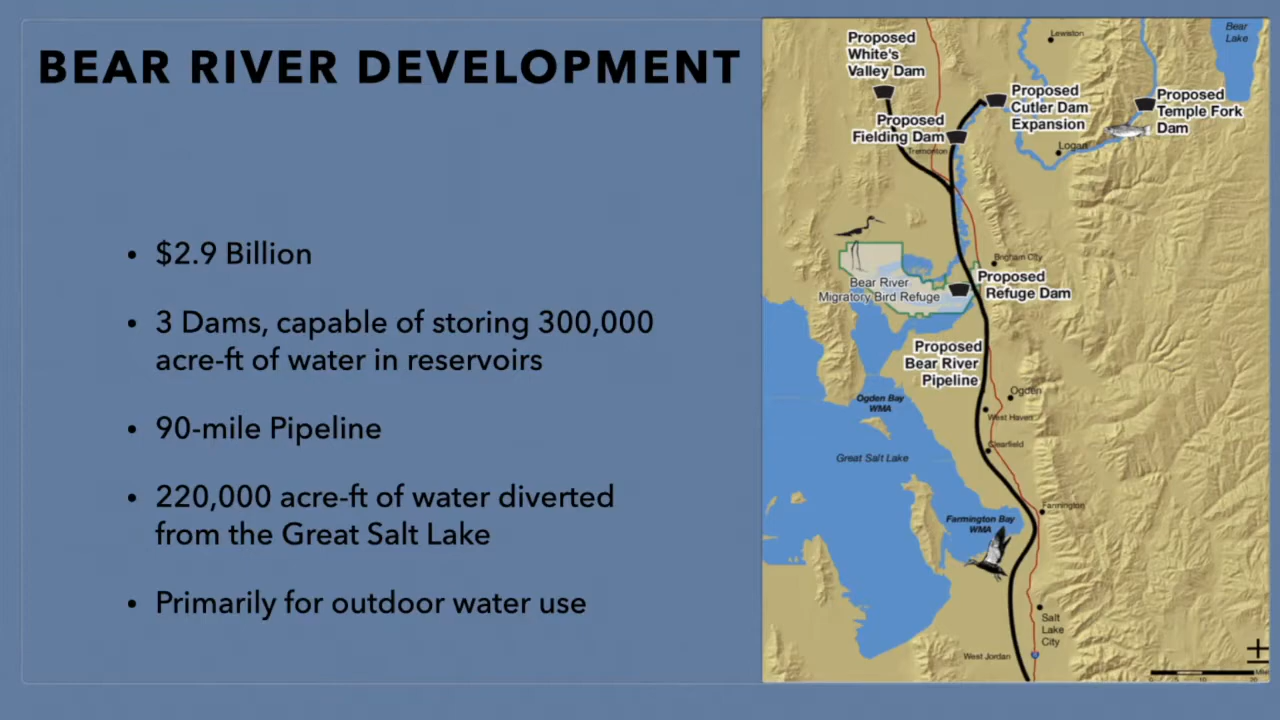 BEAR RIVER DEVELOPMENT
• $2.9 Billion
• 3 Dams, capable of storing 300,000
acre-ft of water in reservoirs
• 90-mile Pipeline
• 220,000 acre-ft of water diverted
from the Great Salt Lake
• Primarily for outdoor water use
Proposed
White's
Valley Dam
Lewiston
Bear
Lake
Proposed
Cutler Dam
Expansion
Proposed
Temple Fork
Dam
Proposed
Fielding Dam
Tremonton
Logan
Brigham City
Proposed
Refuge Dam
Bear River
Migratory Bird Refuge
Proposed
Bear River
Pipeline
Ogden Bay
WMA
Ogden
West Haven
Clearfield
Great Salt Lake
Farmington
Farmington Bay
WMA
Salt
Lake
City
West Jordan
0 10 20